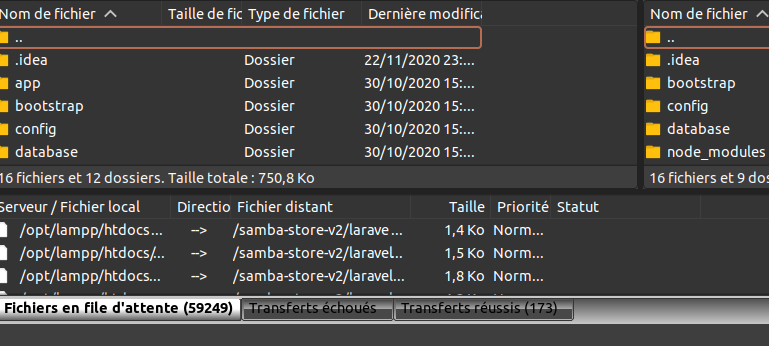 Nom de fichier Taille de fic Type de fichier Dernière modifica Nom de fichier
.. ..
.idea Dossier 22/11/2020 23:... .idea
app Dossier 30/10/2020 15:... bootstrap
bootstrap Dossier 30/10/2020 15:... config
config Dossier 30/10/2020 15:... database
database Dossier 30/10/2020 15:... node_modules
16 fichiers et 12 dossiers. Taille totale : 750,8 Ko 16 fichiers et 9 dos
Serveur / Fichier local Directio Fichier distant Taille Priorité Statut
/opt/lampp/htdocs... --> /samba-store-v2/larave... 1,4 Ko Norm...
/opt/lampp/htdocs/... --> /samba-store-v2/laravel... 1,5 Ko Norm...
/opt/lampp/htdocs... --> /samba-store-v2/laravel... 1,8 Ko Norm...
Fichiers en file d'attente (59249) Transferts échoués Transferts réussis (173)